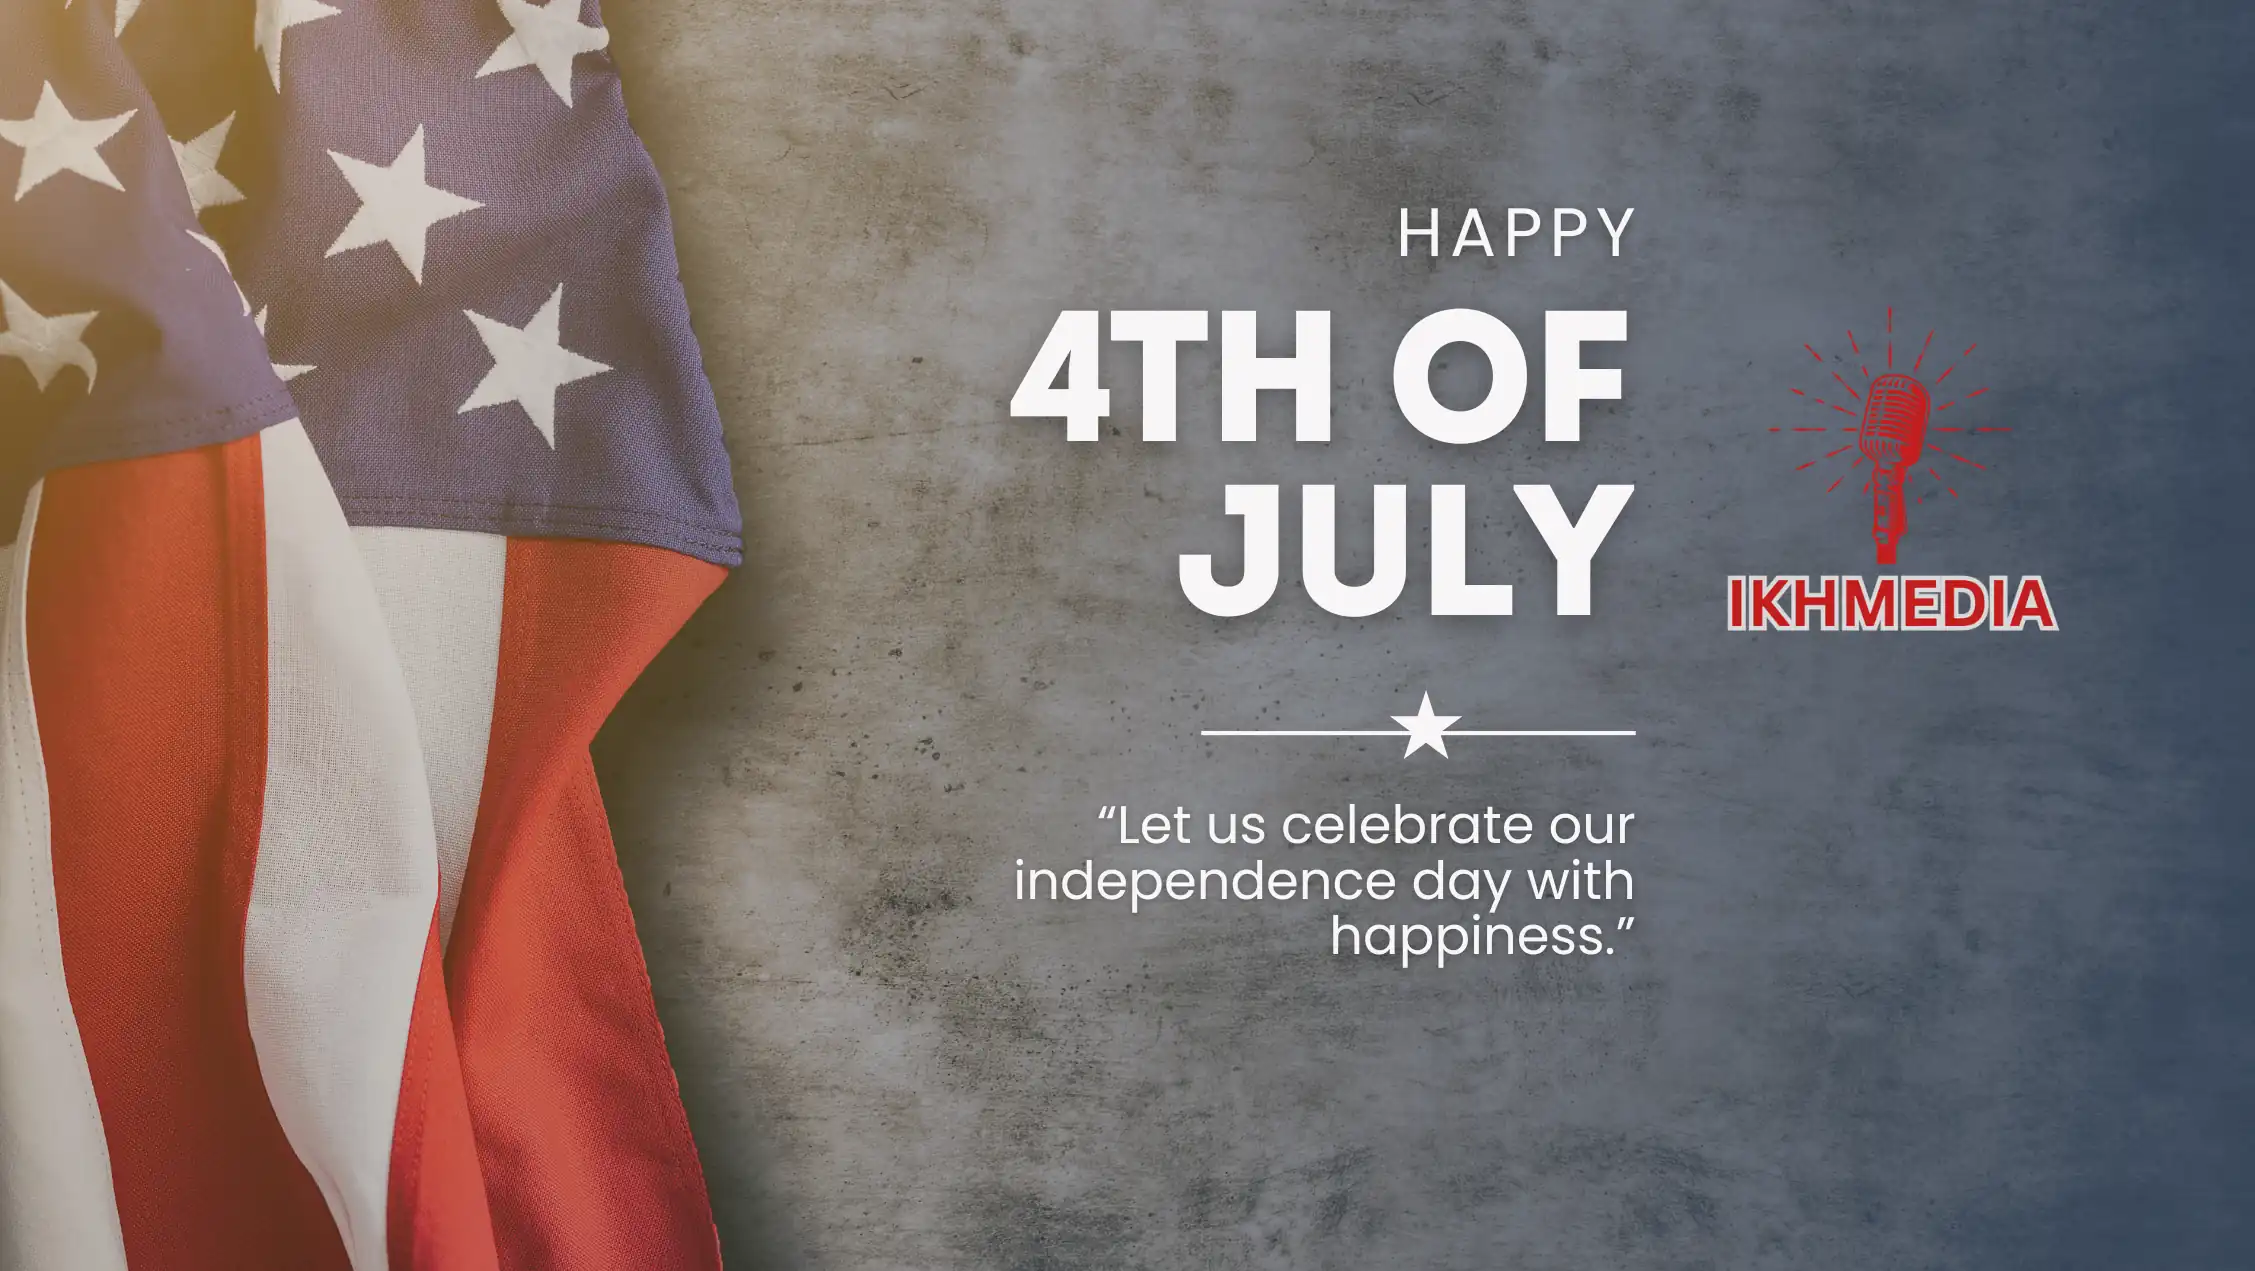 HAPPY
4TH OF
JULY
IKHMEDIA
“Let us celebrate our
independence day with
happiness.”